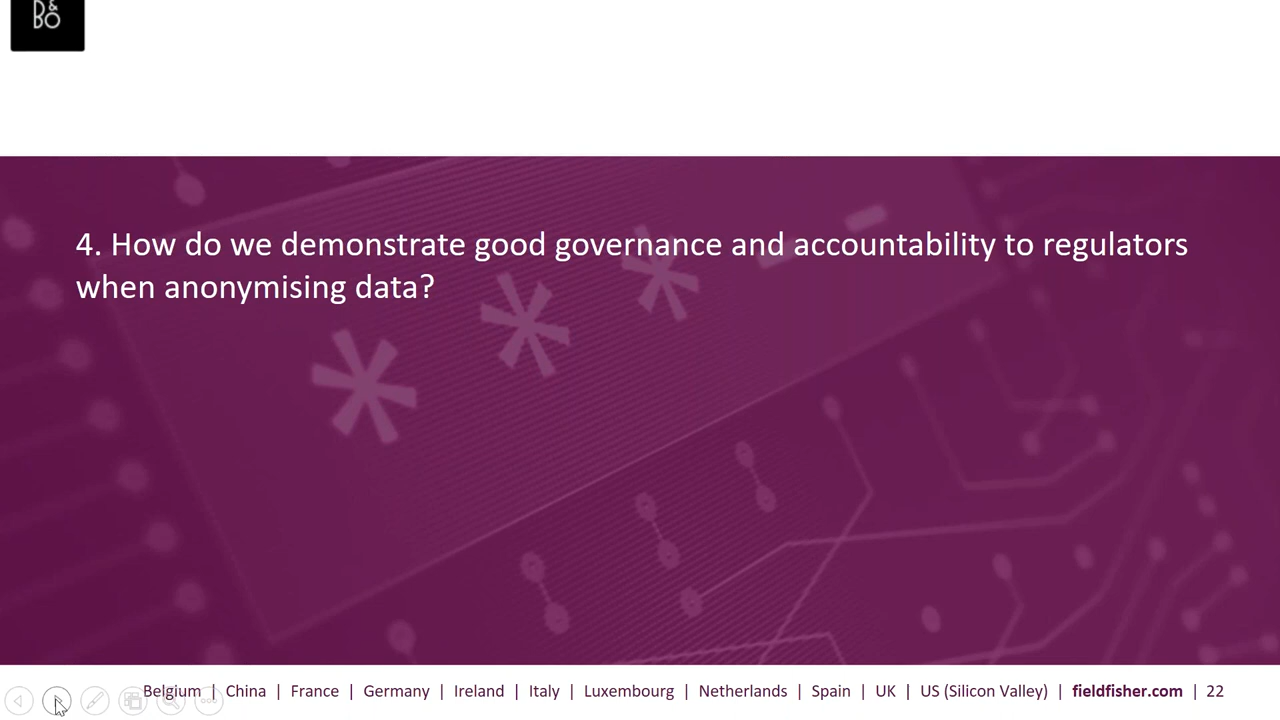 B&
BO
4. How do we demonstrate good governance and accountability to regulators
when anonymising data?
Belgium | China | France | Germany | Ireland | Italy | Luxembourg | Netherlands | Spain | UK | US (Silicon Valley) | fieldfisher.com | 22